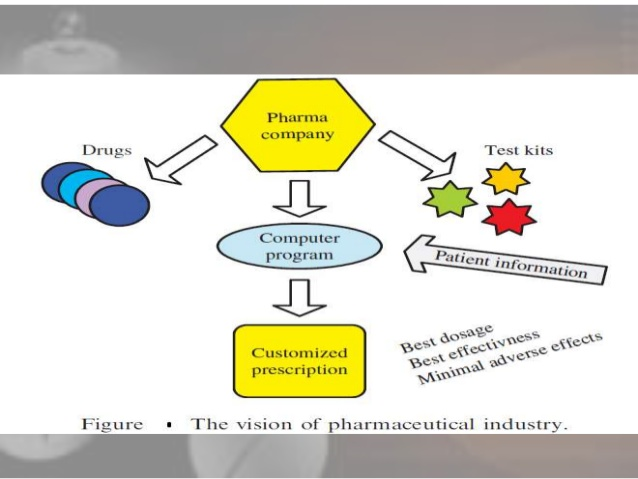 Pharma
company
Drugs
Test kits
Computer
program
Patient information
Customized
prescription
Best dosage
Best effectivness
Minimal adverse effects
Figure . The vision of pharmaceutical industry.